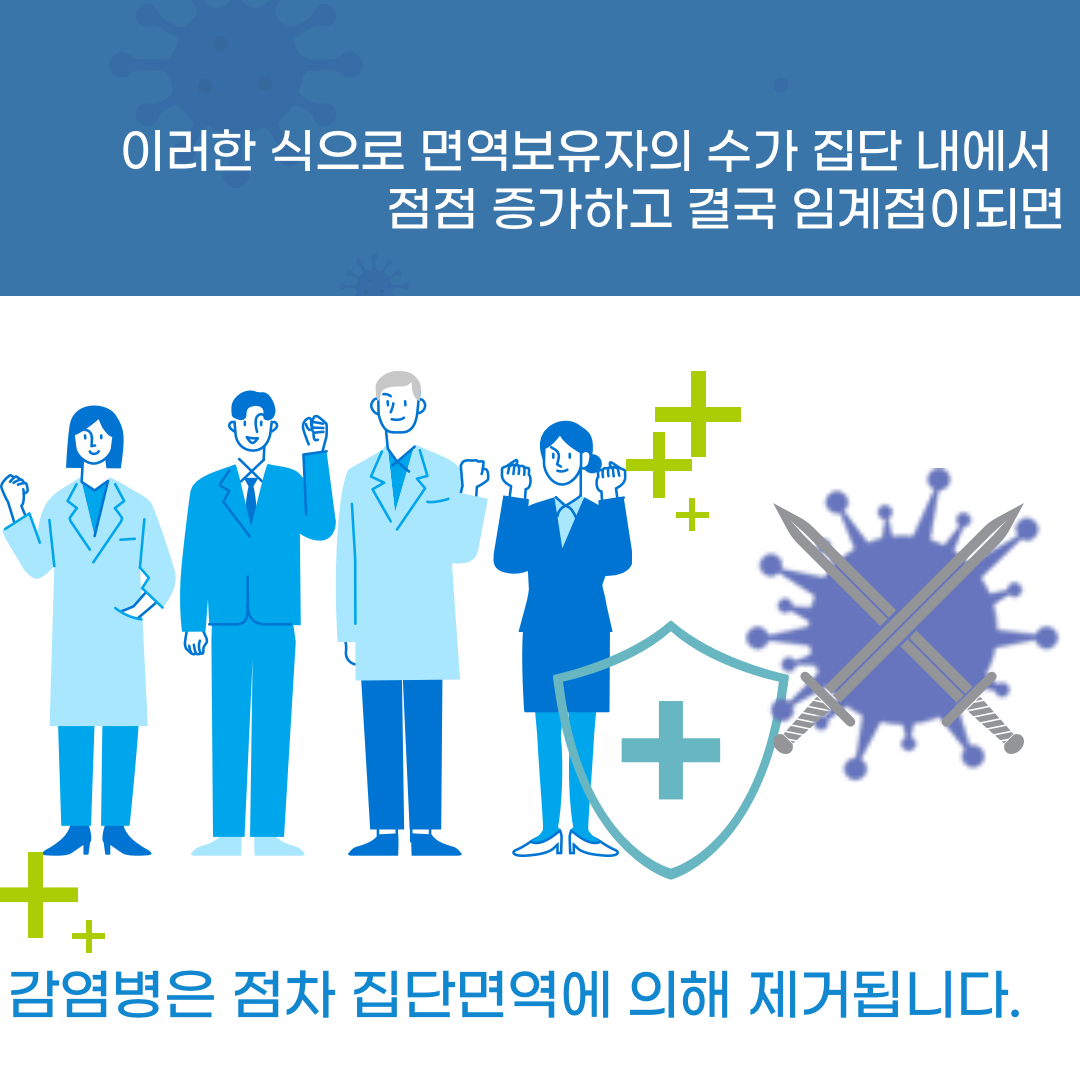 이러한 식으로 면역보유자의 수가 집단 내에서
점점 증가하고 결국 임계점이되면
감염병은 점차 집단면역에 의해 제거됩니다.